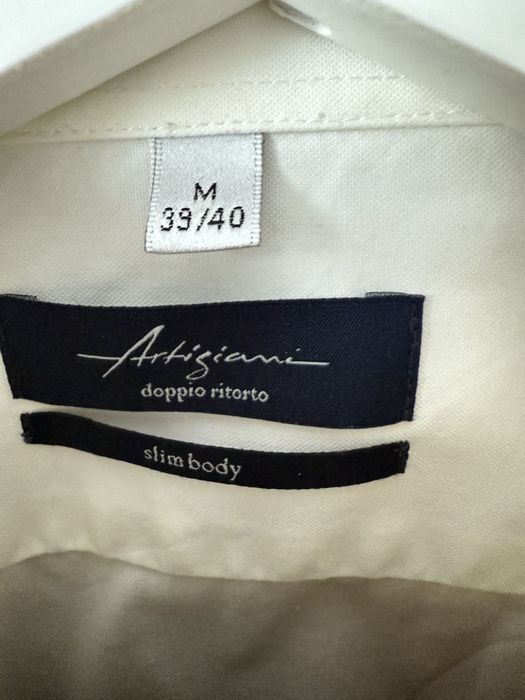 M
39/40
Artigiani
doppio ritorto
slim body